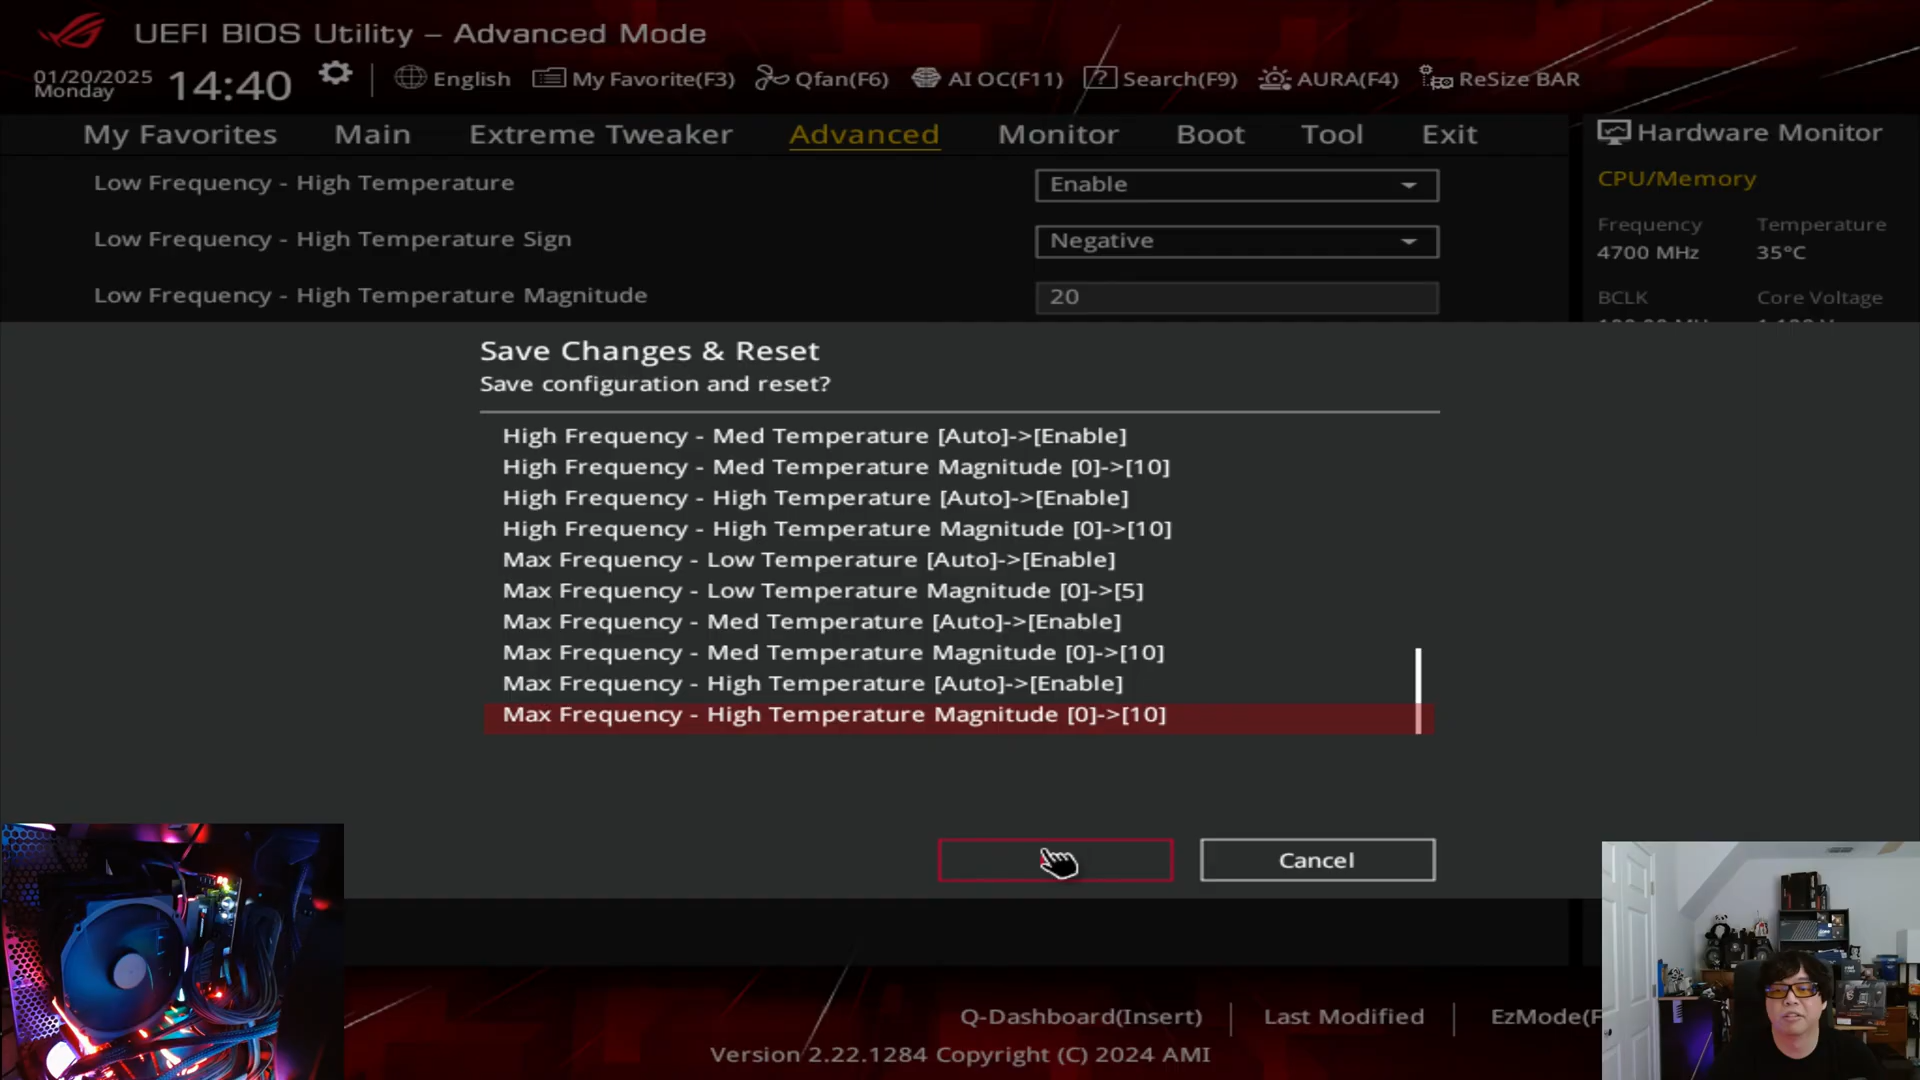 UEFI BIOS Utility – Advanced Mode
01/20/2025
Monday
14:40
English
My Favorite(F3)
Qfan(F6)
AI OC(F11)
Search(F9)
AURA(F4)
ReSize BAR
My Favorites
Main
Extreme Tweaker
Advanced
Monitor
Boot
Tool
Exit
Hardware Monitor
Low Frequency - High Temperature
Enable
Low Frequency - High Temperature Sign
Negative
Low Frequency - High Temperature Magnitude
20
CPU/Memory
Frequency
Temperature
4700 MHz
35°C
BCLK
Core Voltage
Save Changes & Reset
Save configuration and reset?
High Frequency - Med Temperature [Auto]->[Enable]
High Frequency - Med Temperature Magnitude [0]->[10]
High Frequency - High Temperature [Auto]->[Enable]
High Frequency - High Temperature Magnitude [0]->[10]
Max Frequency - Low Temperature [Auto]->[Enable]
Max Frequency - Low Temperature Magnitude [0]->[5]
Max Frequency - Med Temperature [Auto]->[Enable]
Max Frequency - Med Temperature Magnitude [0]->[10]
Max Frequency - High Temperature [Auto]->[Enable]
Max Frequency - High Temperature Magnitude [0]->[10]
Cancel
Q-Dashboard(Insert)
Last Modified
EzMode(F
Version 2.22.1284 Copyright (C) 2024 AMI